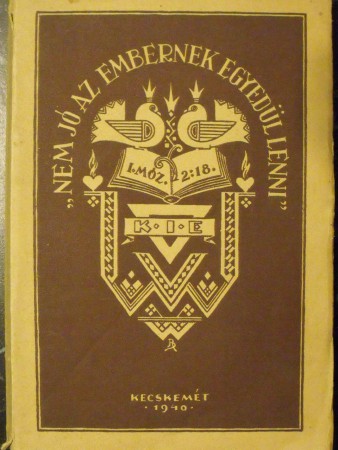 „NEM JÓ AZ EMBERNEK EGYEDÜL LENNI”
I. MÓZ. 2:18.
K·I·E
KECSKEMÉT
·1940·